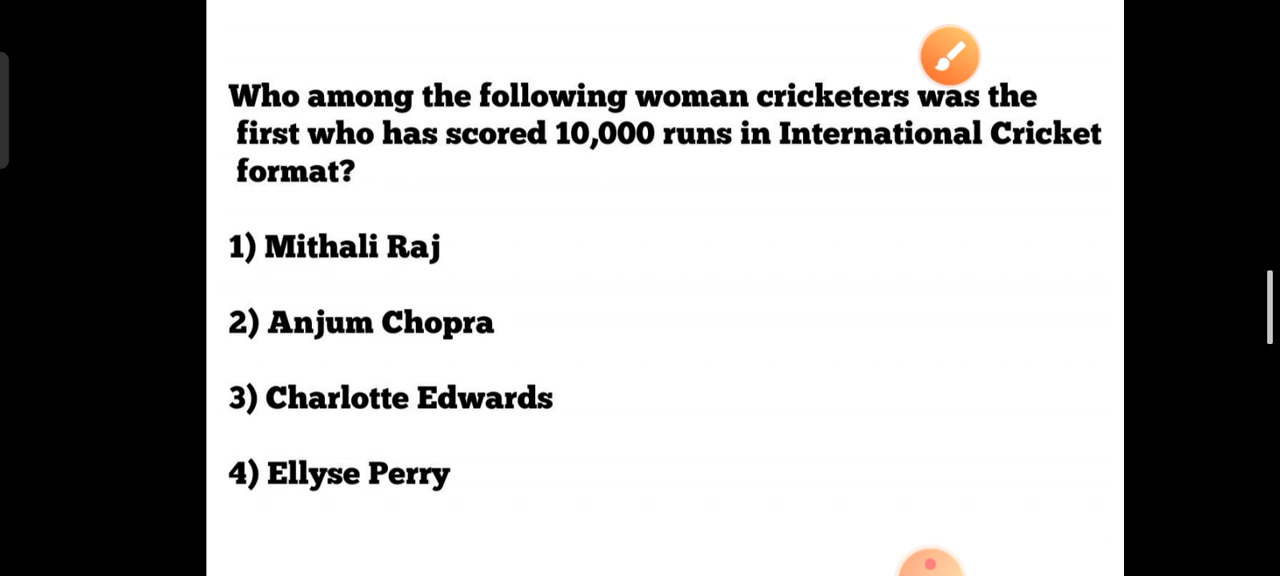 Who among the following woman cricketers was the
first who has scored 10,000 runs in International Cricket
format?
1) Mithali Raj
2) Anjum Chopra
3) Charlotte Edwards
4) Ellyse Perry